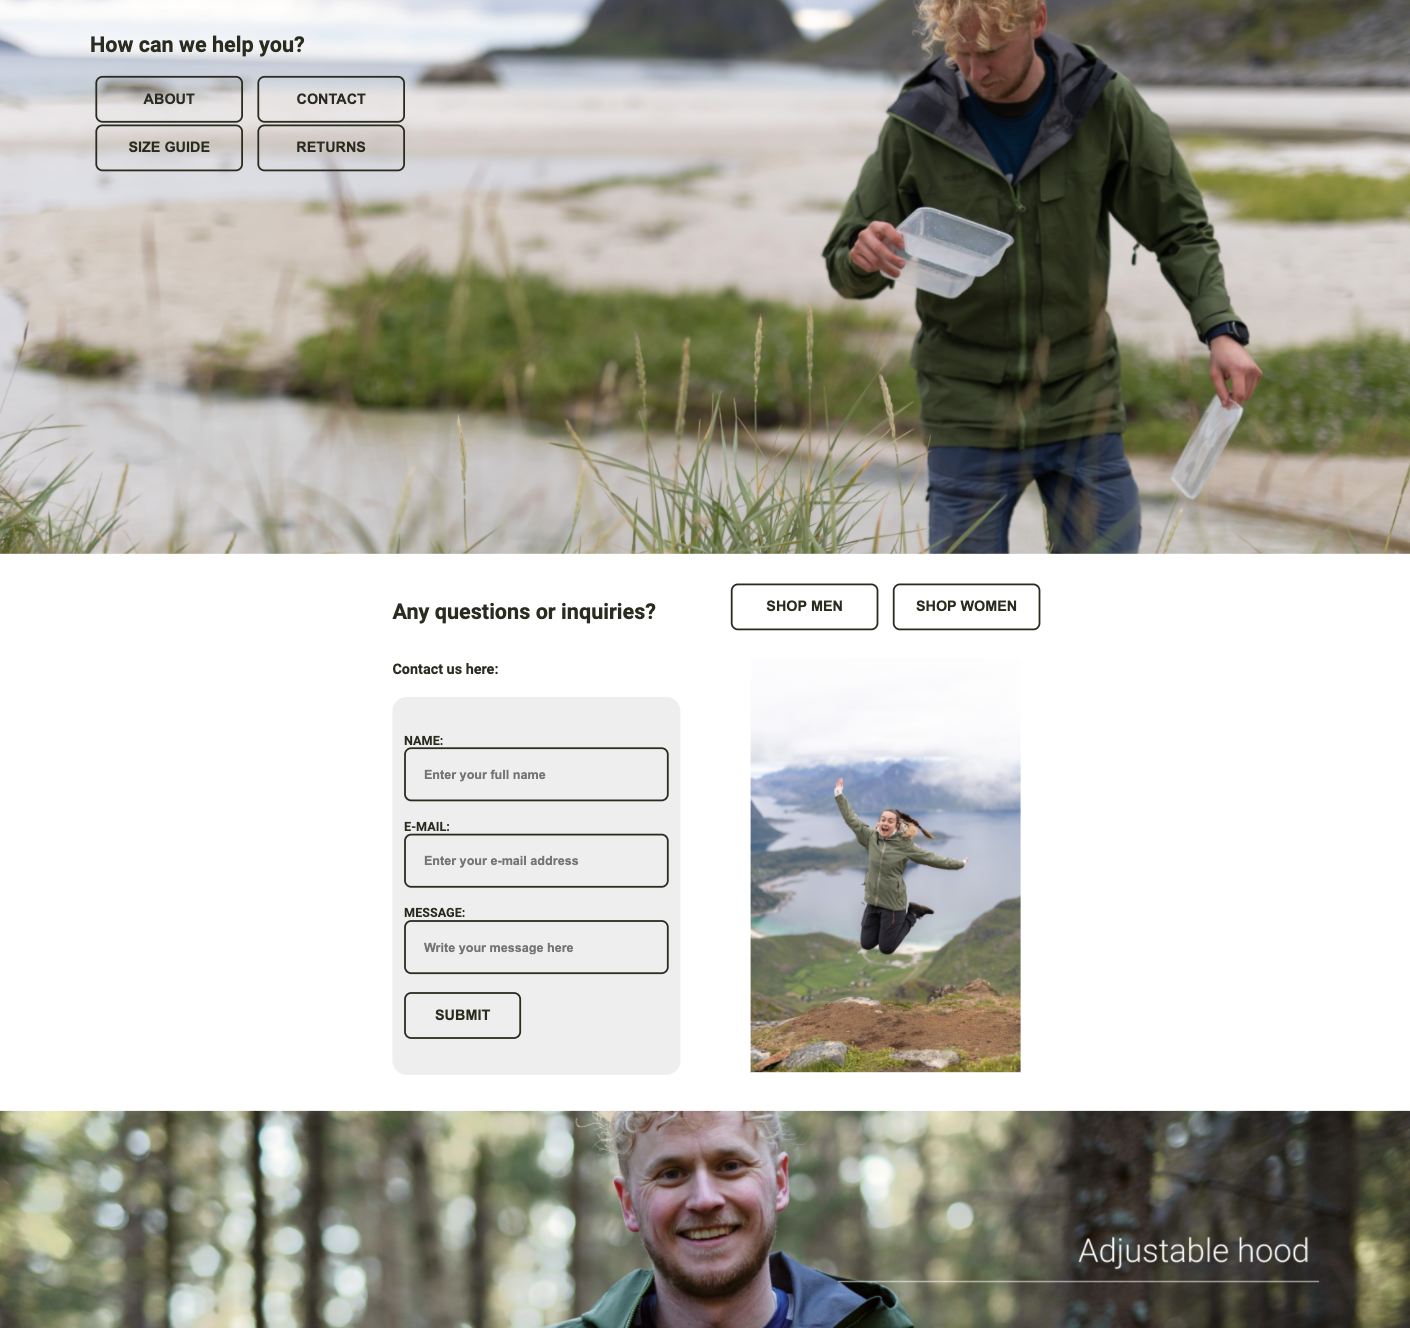 How can we help you?
ABOUT
CONTACT
SIZE GUIDE
RETURNS
Any questions or inquiries?
SHOP MEN
SHOP WOMEN
Contact us here:
NAME:
Enter your full name
E-MAIL:
Enter your e-mail address
MESSAGE:
Write your message here
SUBMIT
Adjustable hood